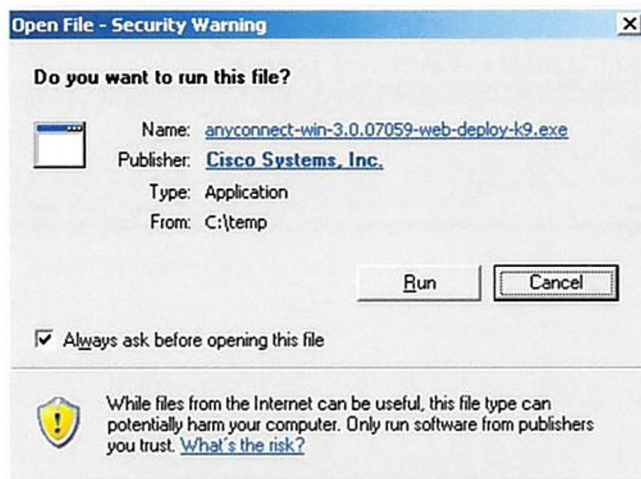 Open File - Security Warning
Do you want to run this file?
Name: anyconnect-win-3.0.07059-web-deploy-k9.exe
Publisher: Cisco Systems, Inc.
Type: Application
From: C:\temp
Run Cancel
Always ask before opening this file
While files from the Internet can be useful, this file type can
potentially harm your computer. Only run software from publishers
you trust. What's the risk?